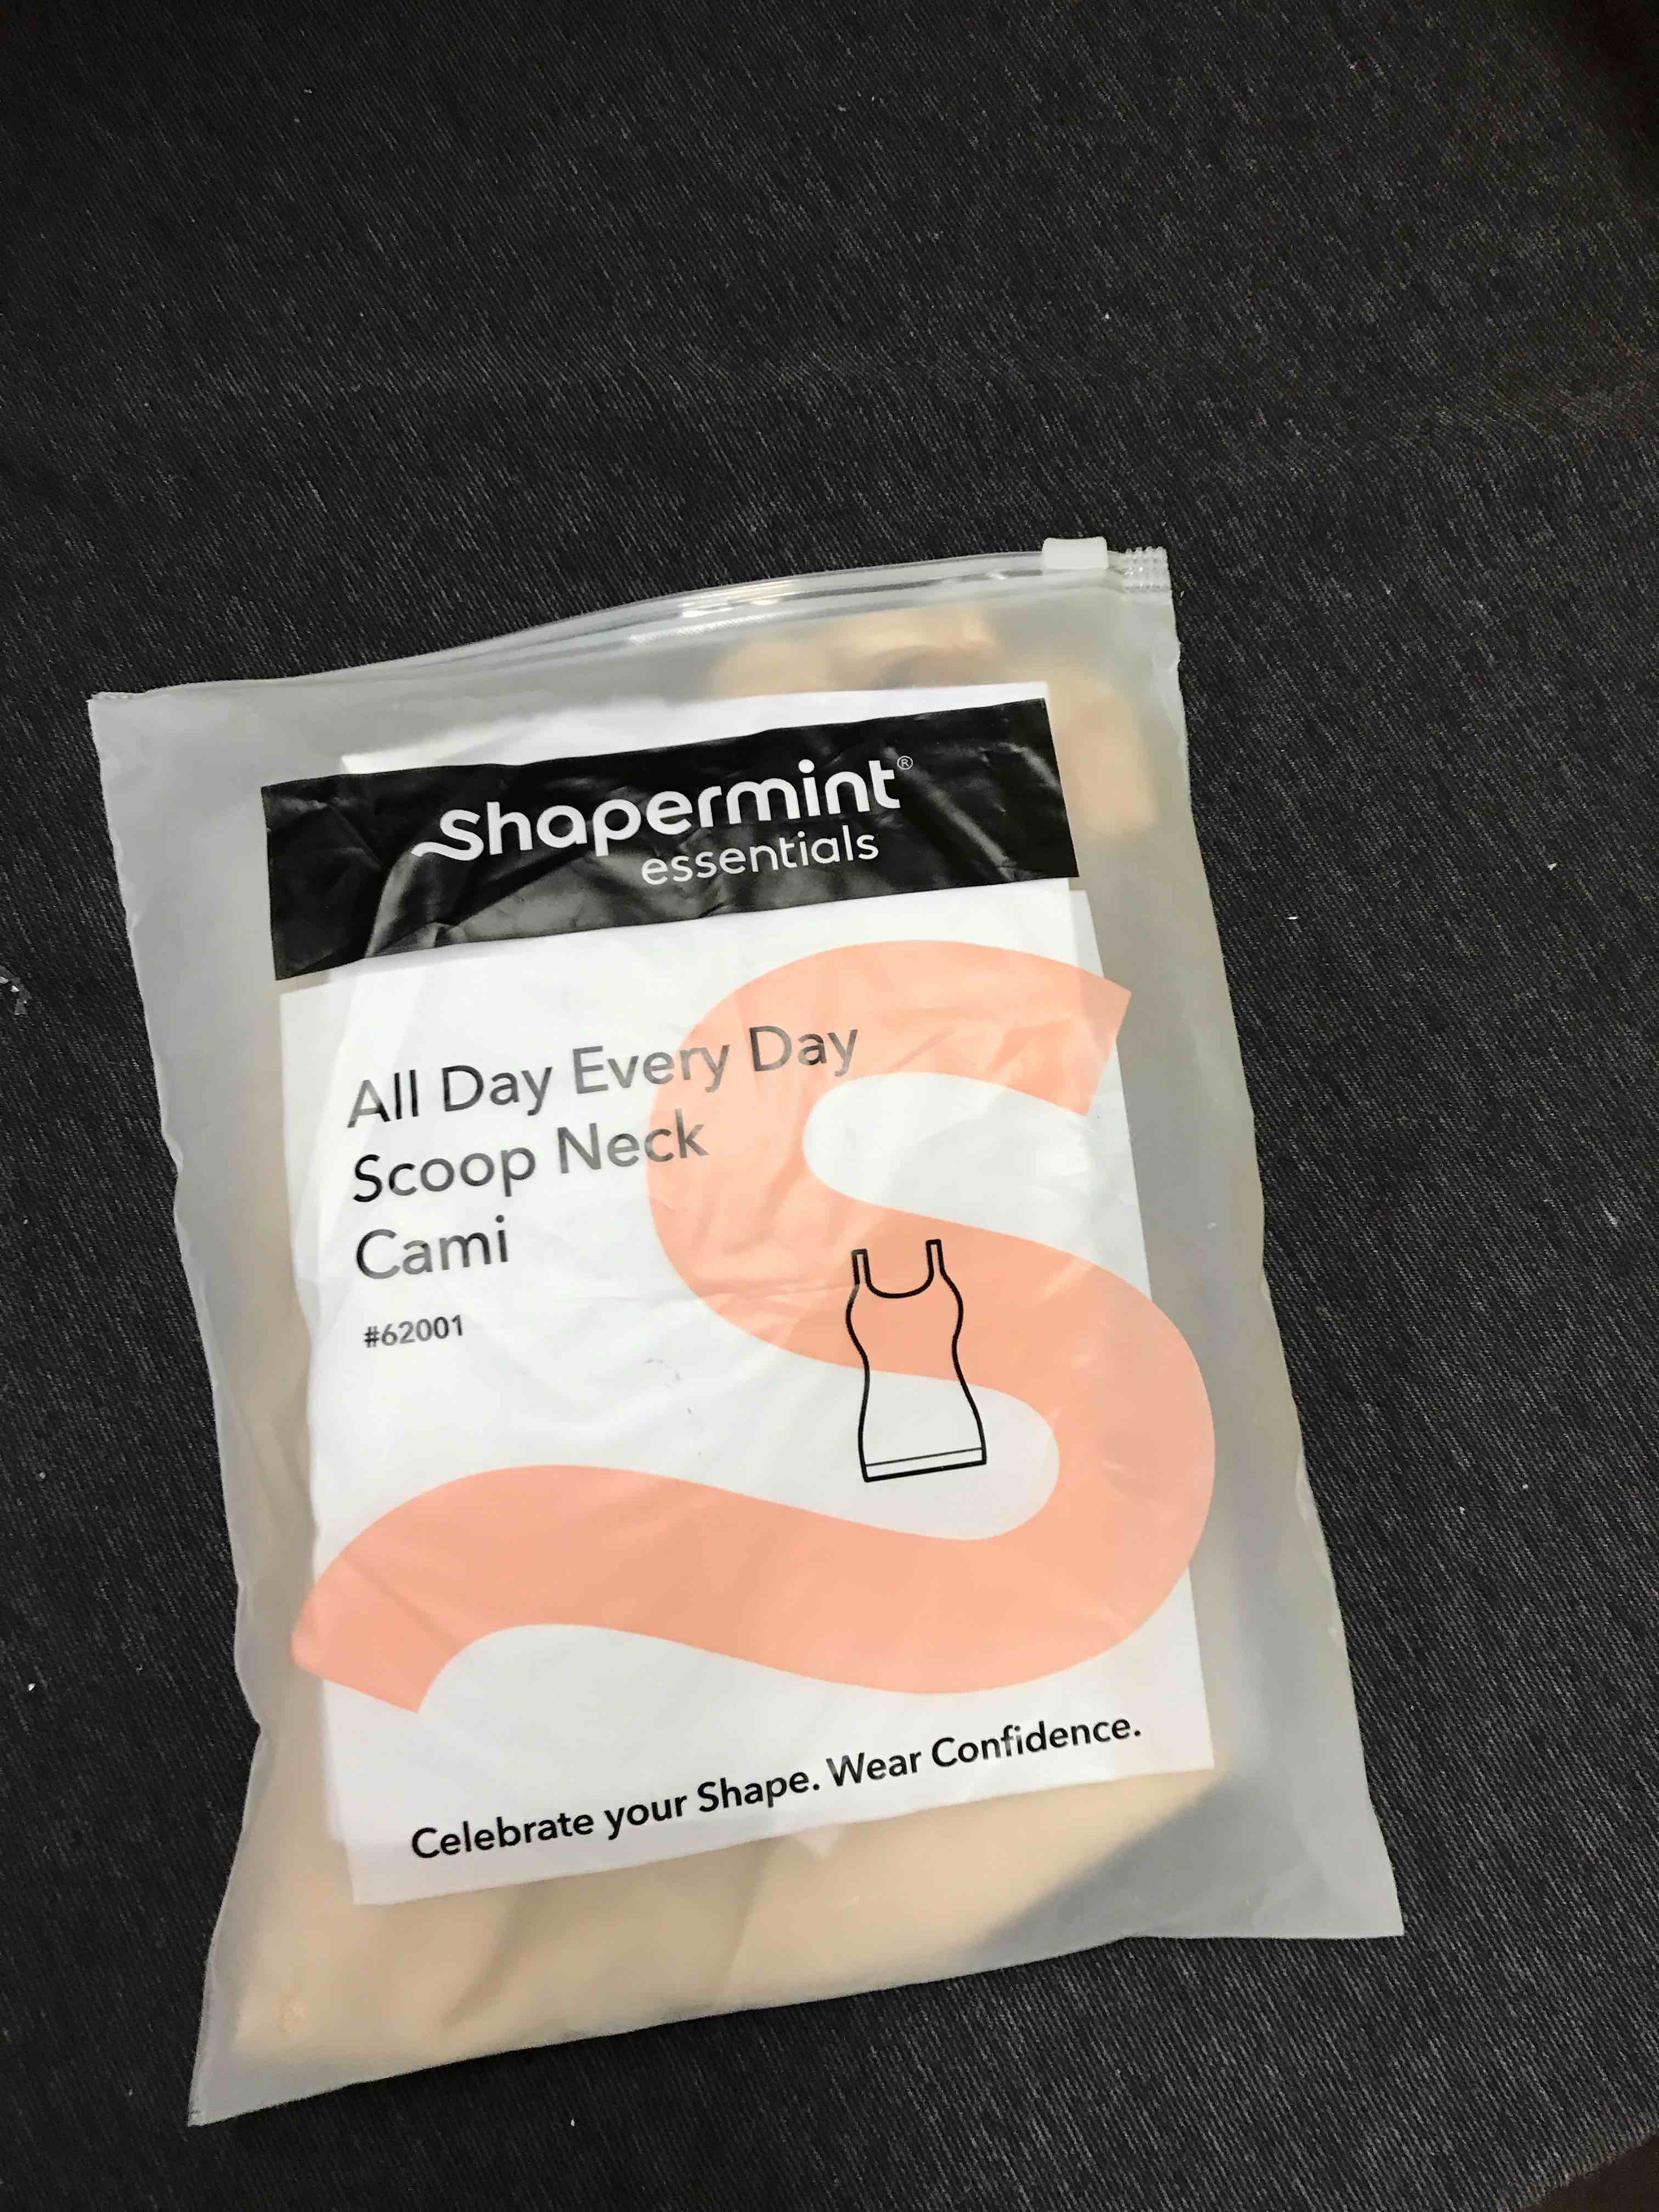 Shapermint®
essentials
All Day Every Day
Scoop Neck
Cami
#62001
Celebrate your Shape. Wear Confidence.